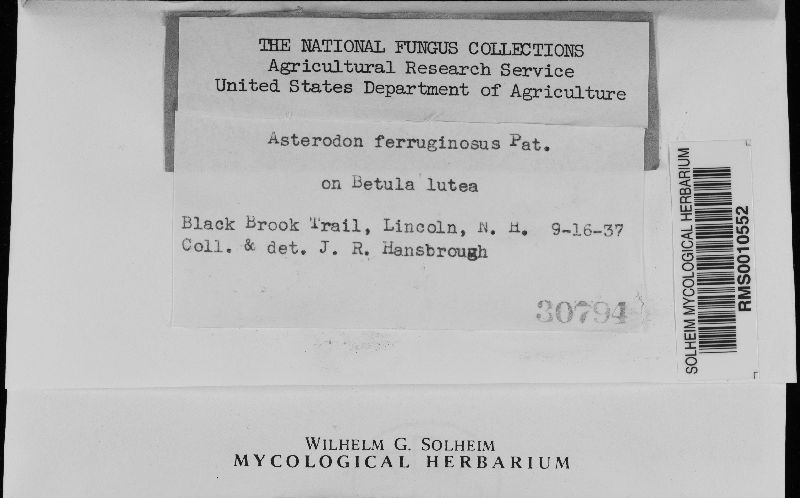 THE NATIONAL FUNGUS COLLECTIONS
Agricultural Research Service
United States Department of Agriculture
Asterodon ferruginosus Pat.
on Betula lutea
Black Brook Trail, Lincoln, N. H. 9-16-37
Coll. & det. J. R. Hansbrough
30794
SOLHEIM MYCOLOGICAL HERBARIUM
RMS0010552
WILHELM G. SOLHEIM
MYCOLOGICAL HERBARIUM